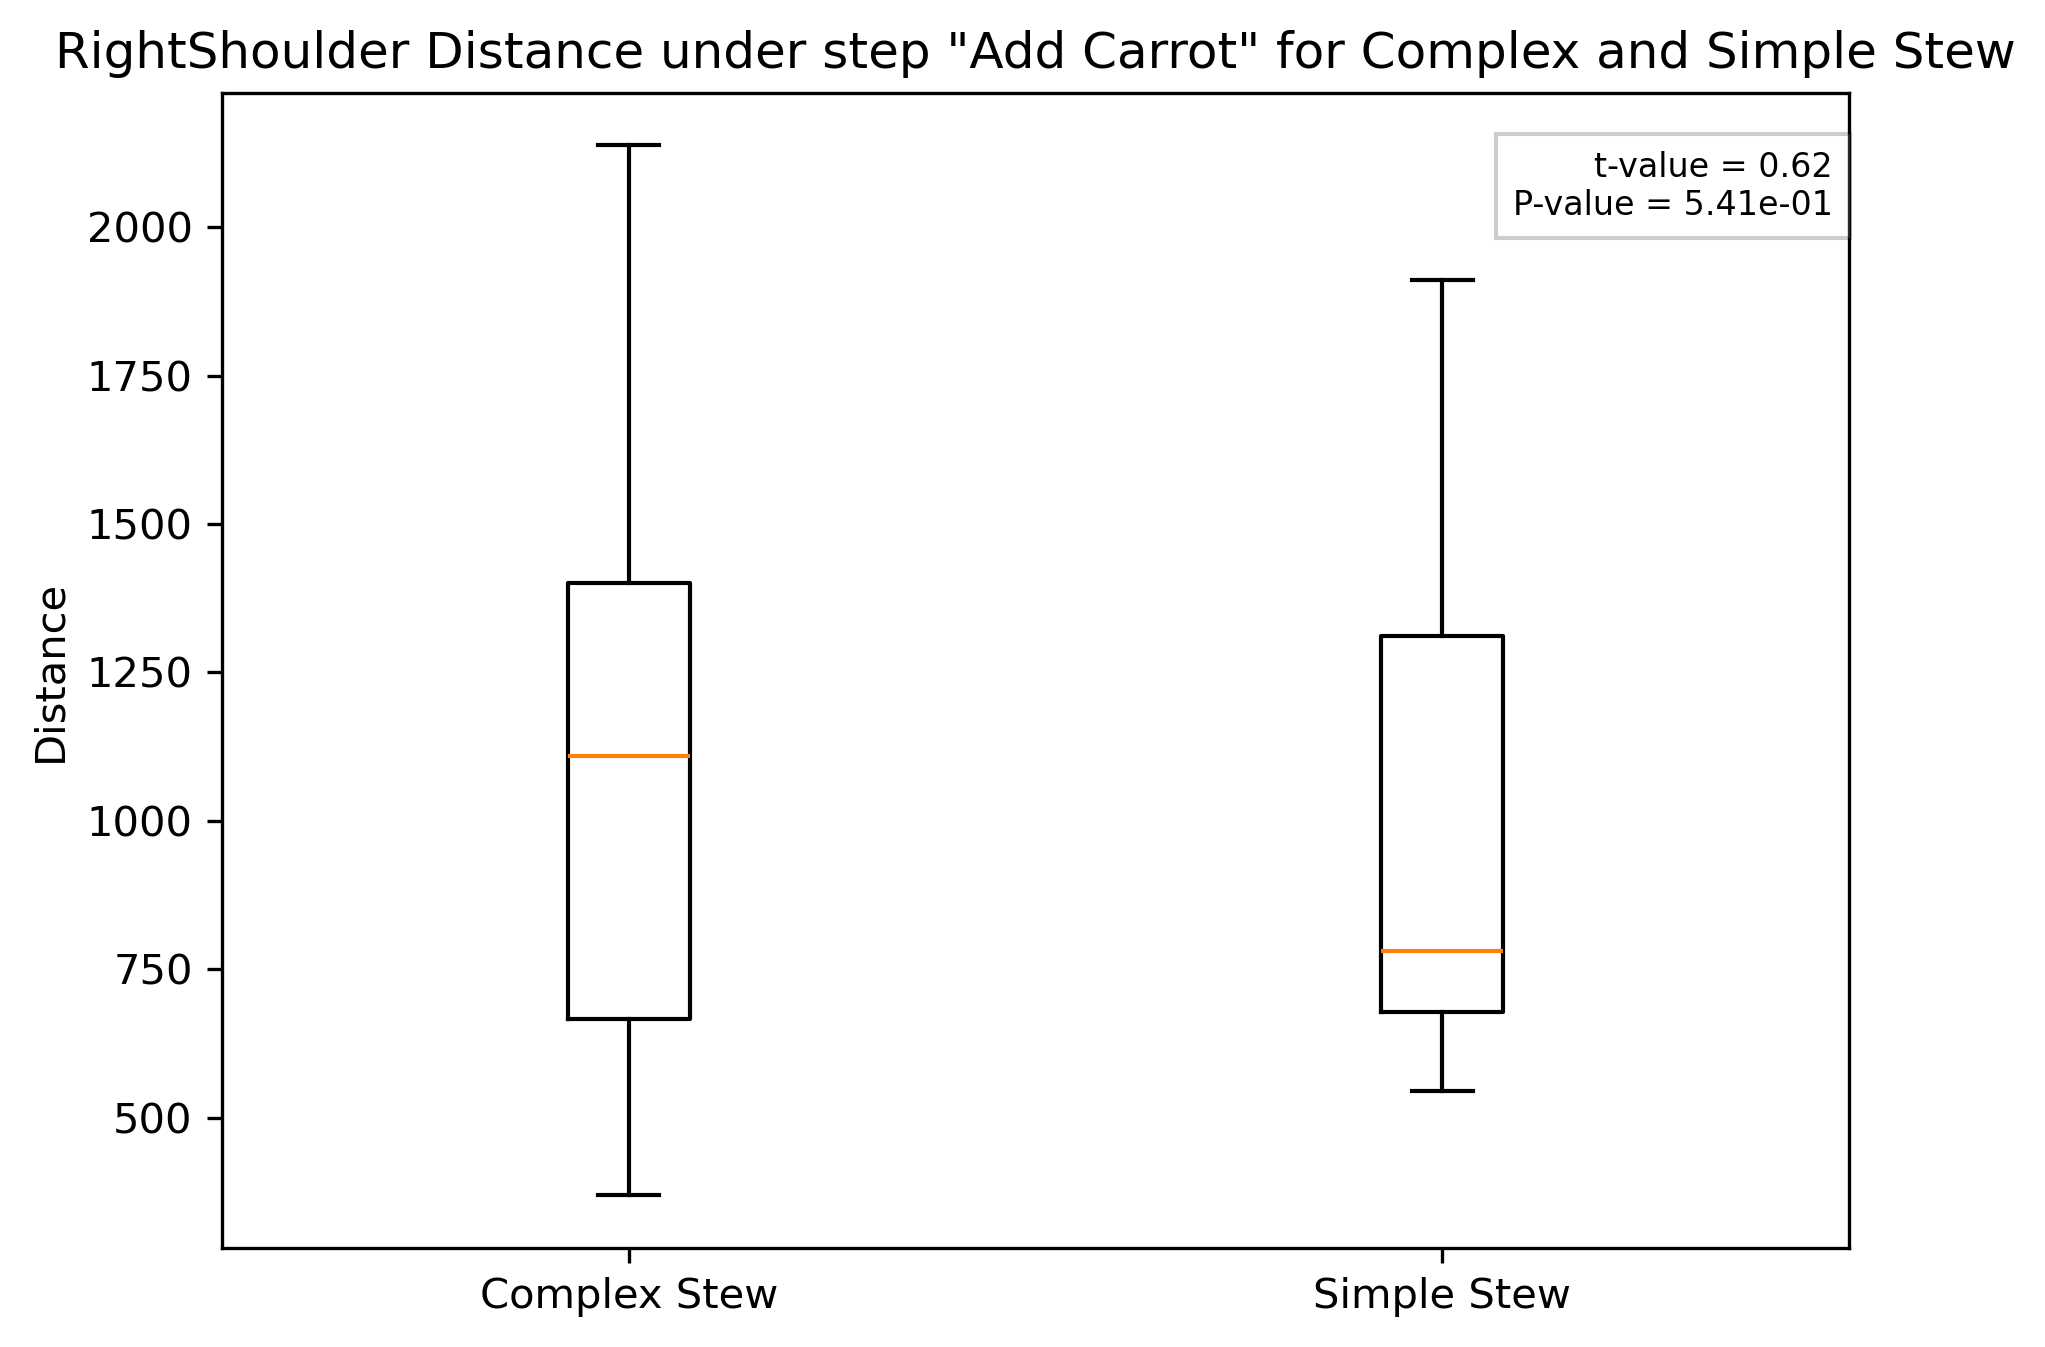 RightShoulder Distance under step "Add Carrot" for Complex and Simple Stew
t-value = 0.62
P-value = 5.41e-01
2000
1750
1500
1250
1000
750
500
Distance
Complex Stew
Simple Stew